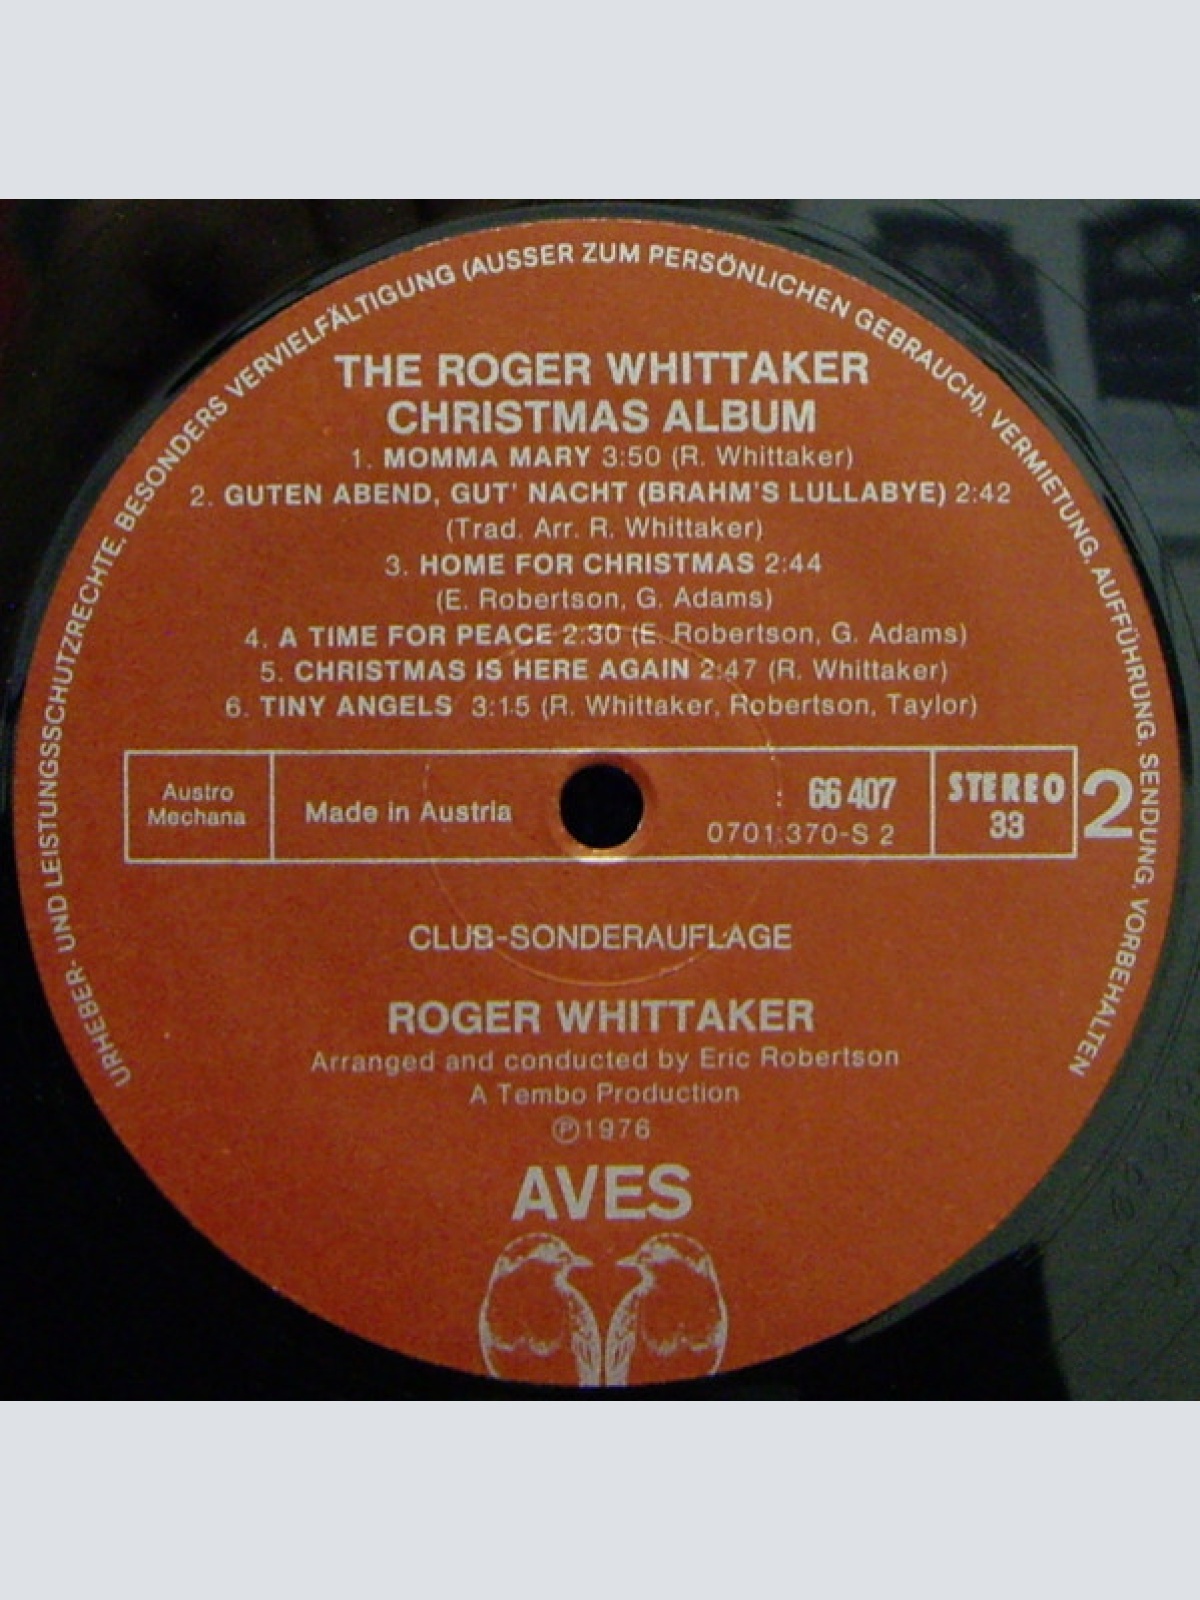 URHEBER- UND LEISTUNGSSCHUTZRECHTE, BESONDERS VERVIELFÄLTIGUNG (AUSSER ZUM PERSÖNLICHEN GEBRAUCH), VERMIETUNG, AUFFÜHRUNG, SENDUNG, VORBEHALTEN
THE ROGER WHITTAKER
CHRISTMAS ALBUM
1. MOMMA MARY 3:50 (R. Whittaker)
2. GUTEN ABEND, GUT' NACHT (BRAHM'S LULLABYE) 2:42
(Trad. Arr. R. Whittaker)
3. HOME FOR CHRISTMAS 2:44
(E. Robertson, G. Adams)
4. A TIME FOR PEACE 2:30 (E. Robertson, G. Adams)
5. CHRISTMAS IS HERE AGAIN 2:47 (R. Whittaker)
6. TINY ANGELS 3:15 (R. Whittaker, Robertson, Taylor)
Austro
Mechana
Made in Austria
: 66 407
0701.370-S 2
STEREO
33
2
CLUB-SONDERAUFLAGE
ROGER WHITTAKER
Arranged and conducted by Eric Robertson
A Tembo Production
℗1976
AVES